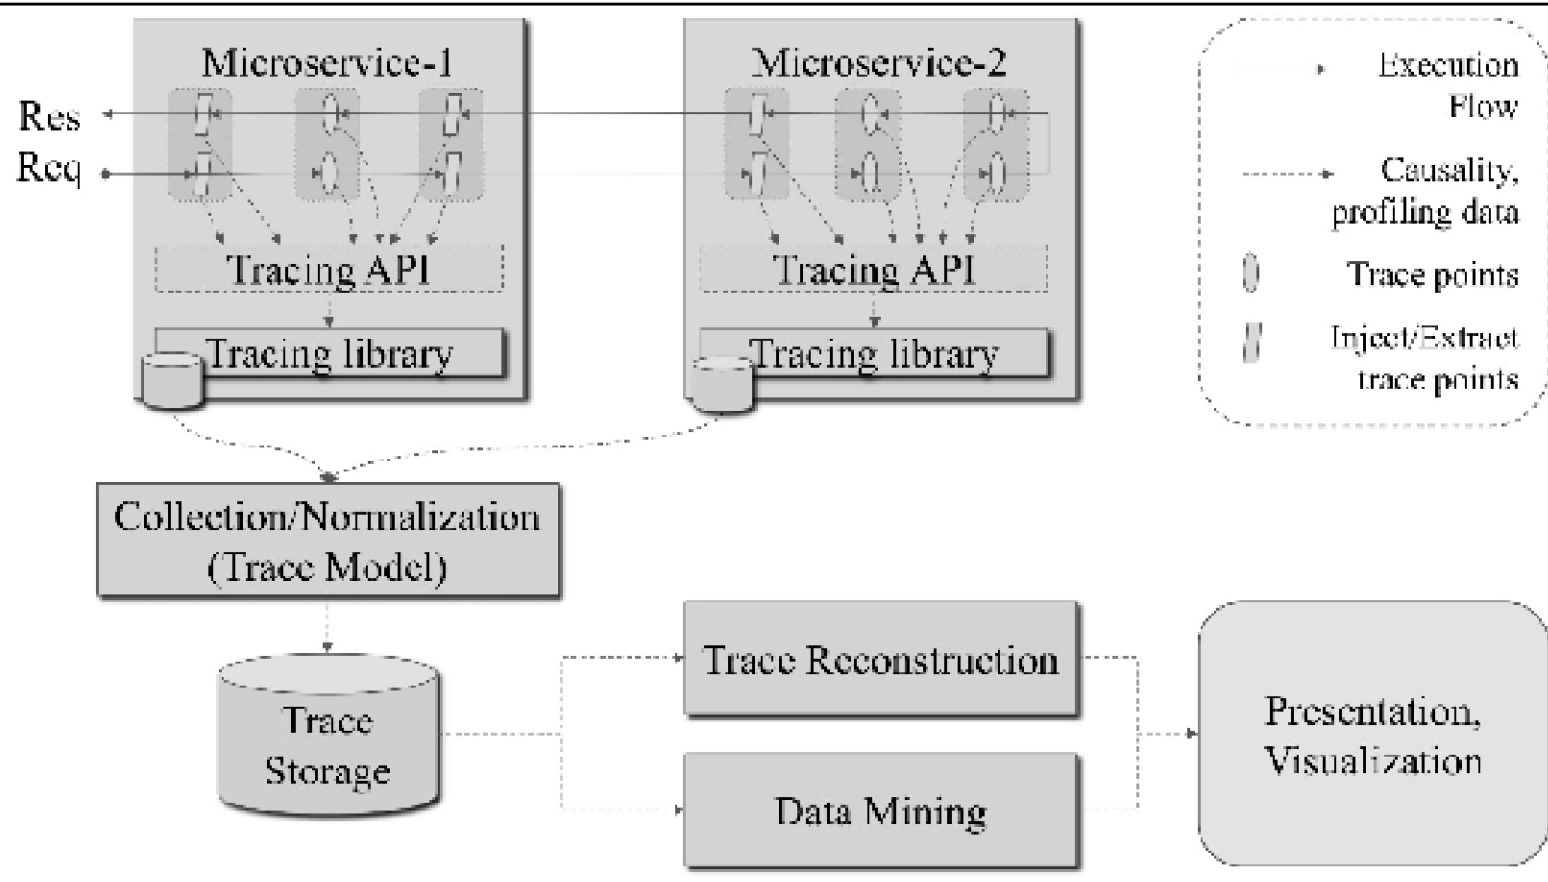 Microservice-1
Microservice-2
Res
Req
Tracing API
Tracing API
Tracing library
Tracing library
Execution
Flow
Causality,
profiling data
Trace points
Inject/Extract
trace points
Collection/Normalization
(Trace Model)
Trace
Storage
Trace Reconstruction
Data Mining
Presentation,
Visualization